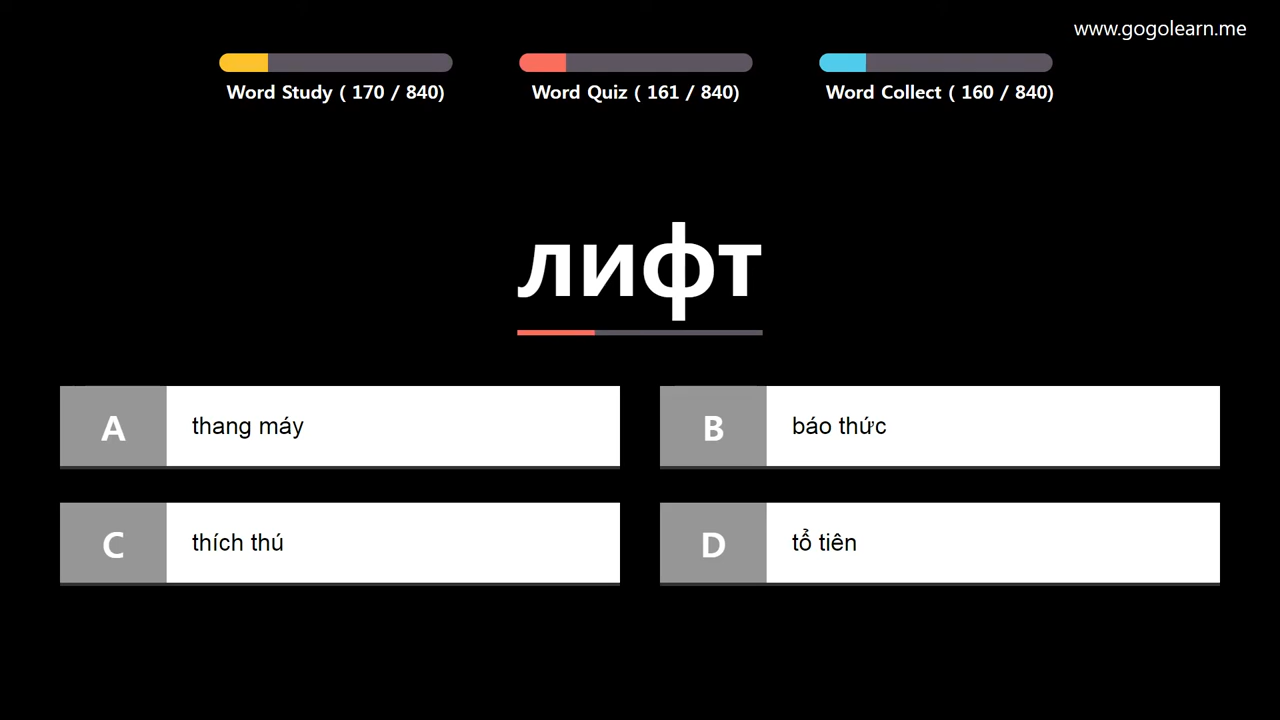 www.gogolearn.me
Word Study ( 170 / 840)
Word Quiz ( 161 / 840)
Word Collect ( 160 / 840)
лифт
A thang máy
B báo thức
C thích thú
D tổ tiên